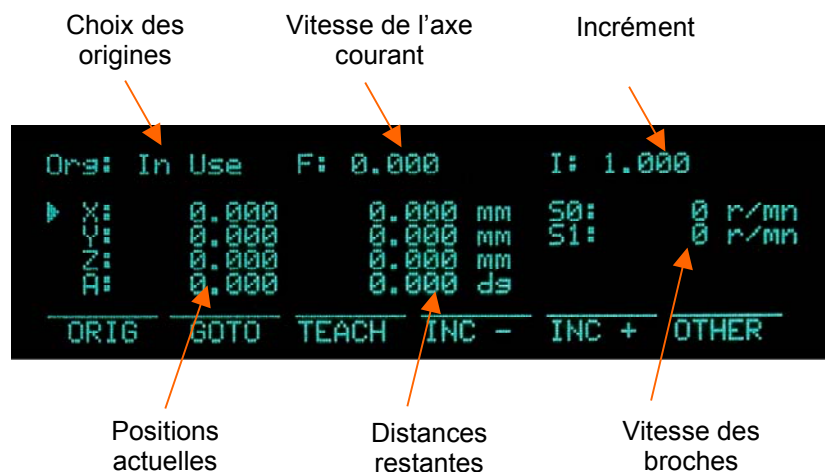 Choix des
origines
Vitesse de l’axe
courant
Incrément
Org: In Use F: 0.000 I: 1.000
X: 0.000 0.000 mm S0: 0 r/mn
Y: 0.000 0.000 mm S1: 0 r/mn
Z: 0.000 0.000 mm
A: 0.000 0.000 dg
ORIG GOTO TEACH INC - INC + OTHER
Positions
actuelles
Distances
restantes
Vitesse des
broches